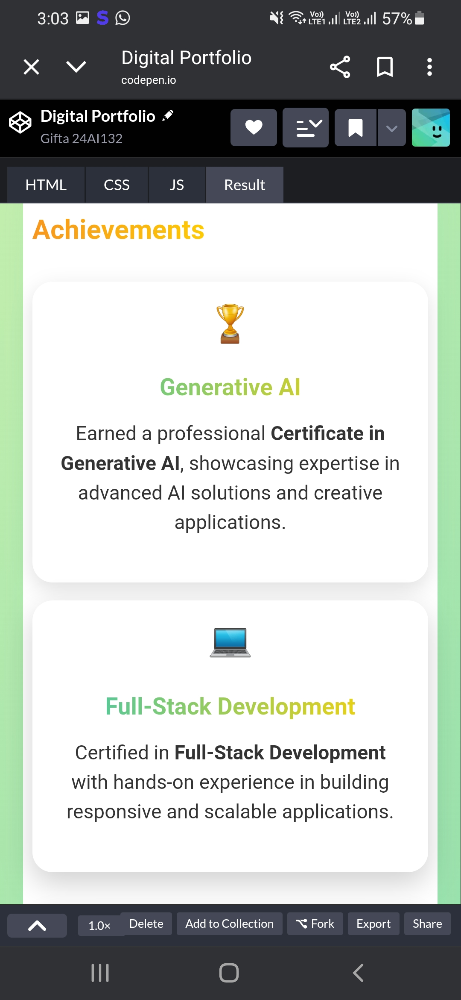 3:03 S Vo)) LTE1 Vo)) LTE2 57%
Digital Portfolio
codepen.io
Digital Portfolio
Gifta 24AI132
HTML CSS JS Result
Achievements
Generative AI
Earned a professional Certificate in
Generative AI, showcasing expertise in
advanced AI solutions and creative
applications.
Full-Stack Development
Certified in Full-Stack Development
with hands-on experience in building
responsive and scalable applications.
1.0× Delete Add to Collection Fork Export Share